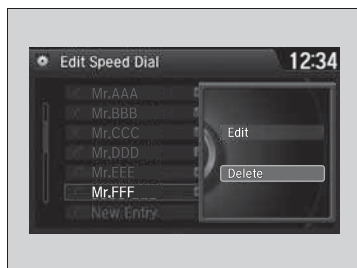 Edit Speed Dial
12:34
Mr.AAA
Mr.BBB
Mr.CCC
Mr.DDD
Mr.EEE
Mr.FFF
New Entry
Edit
Delete